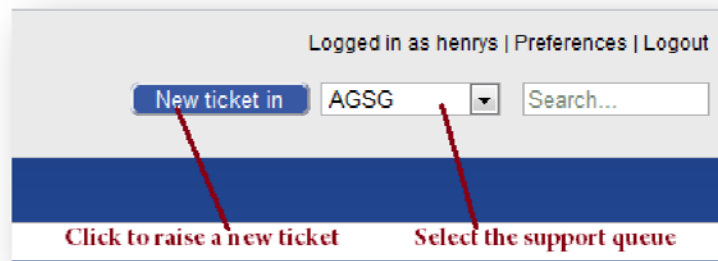 Logged in as henrys | Preferences | Logout
New ticket in AGSG Search...
Click to raise a new ticket Select the support queue